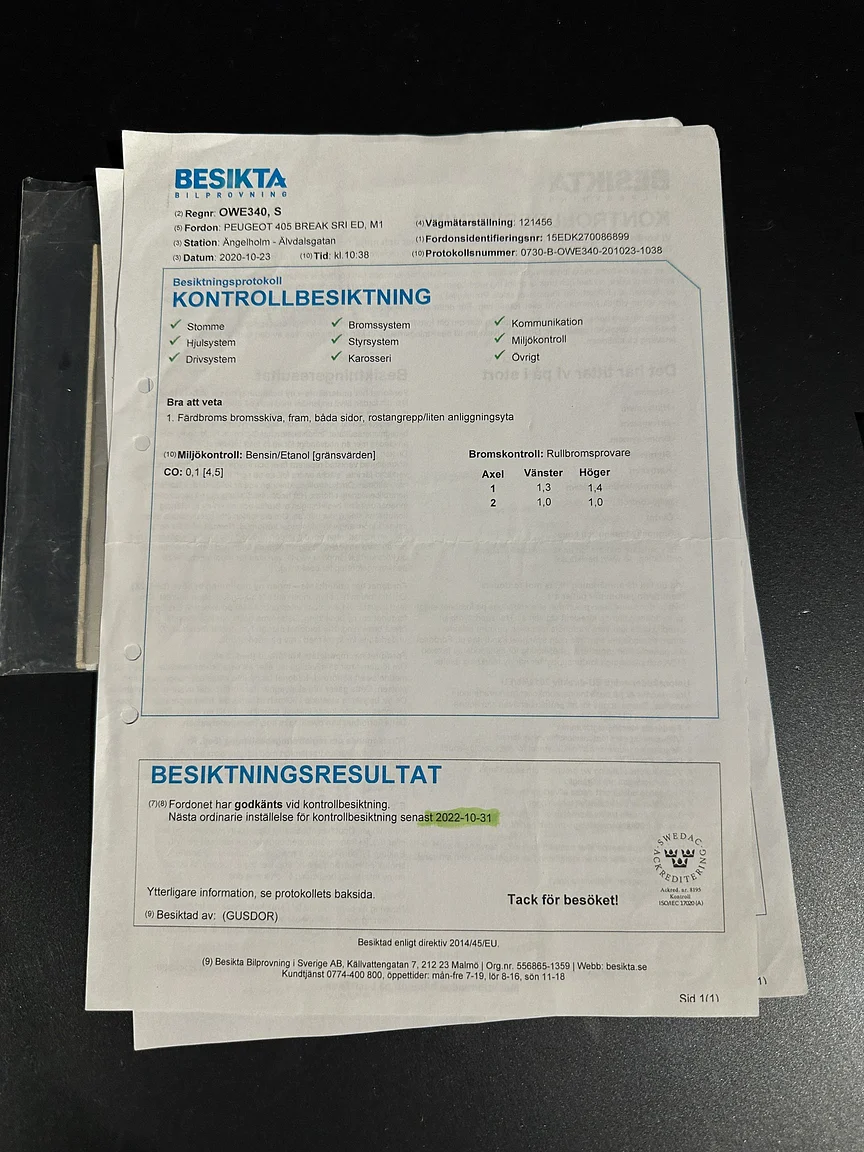 BESIKTA
BILPROVNING
(2) Regnr: OWE340, S
(5) Fordon: PEUGEOT 405 BREAK SRI ED, M1
(3) Station: Ängelholm - Älvdalsgatan
(3) Datum: 2020-10-23 (10) Tid: kl.10:38
(4) Vägmätarställning: 121456
(1) Fordonsidentifieringsnr: 15EDK270086899
(10) Protokollsnummer: 0730-B-OWE340-201023-1038
Besiktningsprotokoll
KONTROLLBESIKTNING
✓ Stomme ✓ Bromssystem ✓ Kommunikation
✓ Hjulsystem ✓ Styrsystem ✓ Miljökontroll
✓ Drivsystem ✓ Karosseri ✓ Övrigt
Bra att veta
1. Färdbroms bromsskiva, fram, båda sidor, rostangrepp/liten anliggningsyta
(10) Miljökontroll: Bensin/Etanol [gränsvärden]
CO: 0,1 [4,5]
Bromskontroll: Rullbromsprovare
Axel Vänster Höger
1 1,3 1,4
2 1,0 1,0
BESIKTNINGSRESULTAT
(7)(8) Fordonet har godkänts vid kontrollbesiktning.
Nästa ordinarie inställelse för kontrollbesiktning senast 2022-10-31
SWEDAC
ACKREDITERING
Ackred. nr. 8195
Kontroll
ISO/IEC 17020 (A)
Ytterligare information, se protokollets baksida.
Tack för besöket!
(9) Besiktad av: (GUSDOR)
Besiktad enligt direktiv 2014/45/EU.
(9) Besikta Bilprovning i Sverige AB, Källvattengatan 7, 212 23 Malmö | Org.nr. 556865-1359 | Webb: besikta.se
Kundtjänst 0774-400 800, öppettider: mån-fre 7-19, lör 8-16, sön 11-18
Sid 1(1)
1)